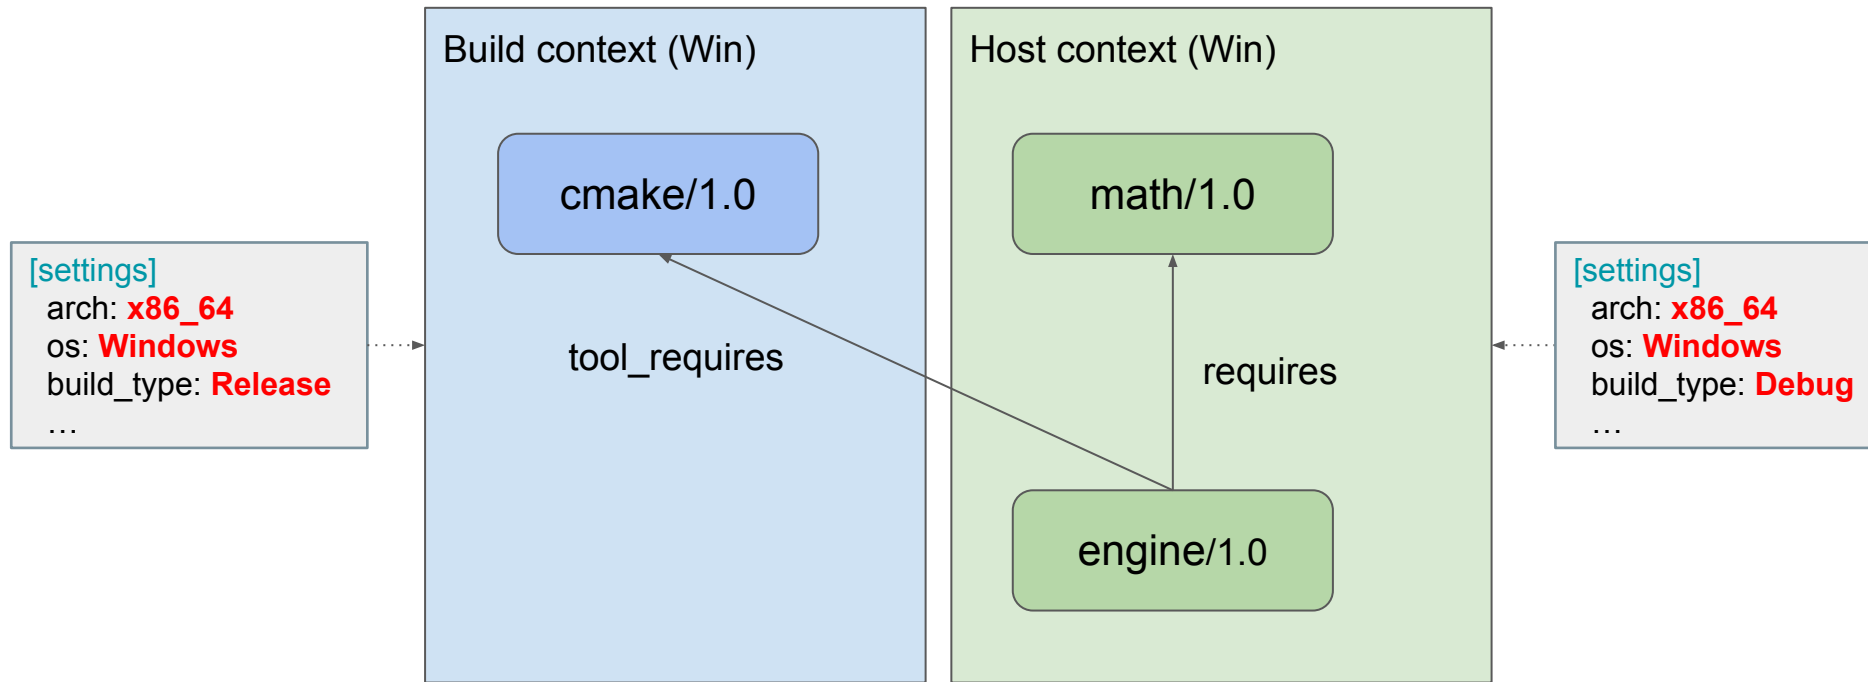 Build context (Win)
Host context (Win)
cmake/1.0
math/1.0
[settings]
arch: x86_64
os: Windows
build_type: Release
…
tool_requires
requires
[settings]
arch: x86_64
os: Windows
build_type: Debug
…
engine/1.0